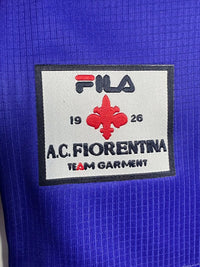 FILA
19 26
A.C. FIORENTINA
TEAM GARMENT